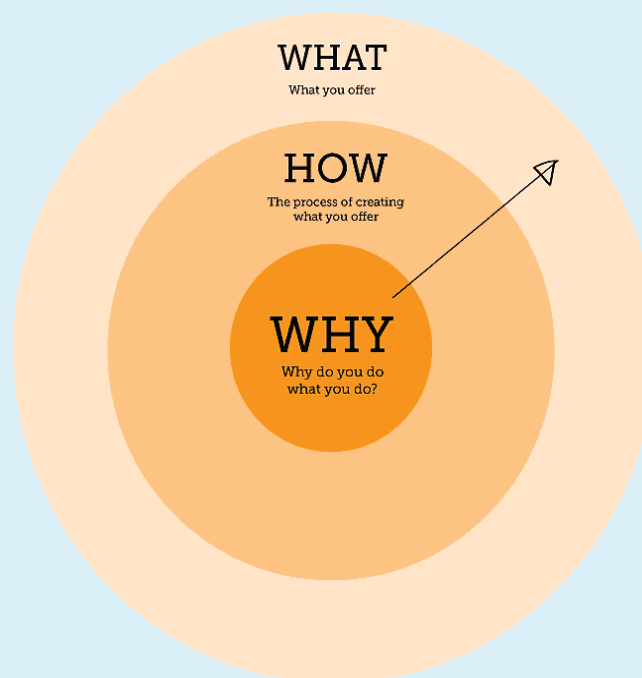 WHAT
What you offer
HOW
The process of creating
what you offer
WHY
Why do you do
what you do?